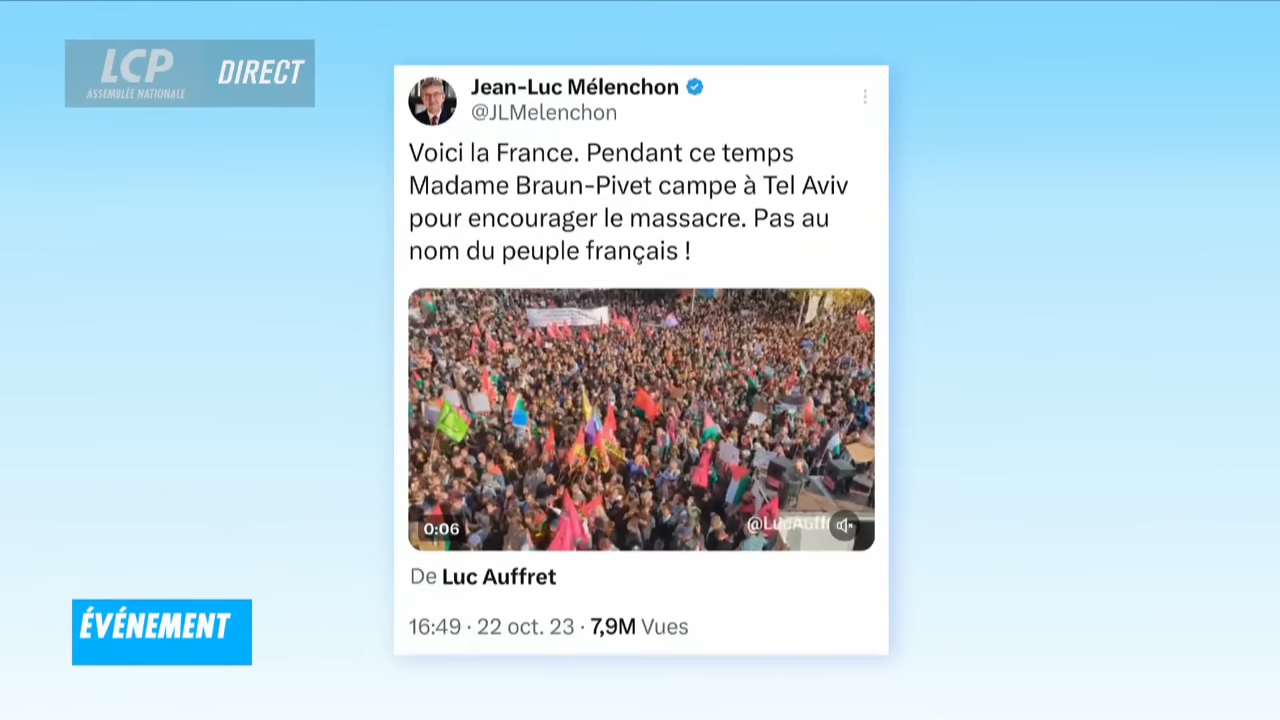 LCP
ASSEMBLÉE NATIONALE
DIRECT
Jean-Luc Mélenchon
@JLMelenchon
Voici la France. Pendant ce temps
Madame Braun-Pivet campe à Tel Aviv
pour encourager le massacre. Pas au
nom du peuple français !
0:06
De Luc Auffret
16:49 · 22 oct. 23 · 7,9M Vues
ÉVÉNEMENT